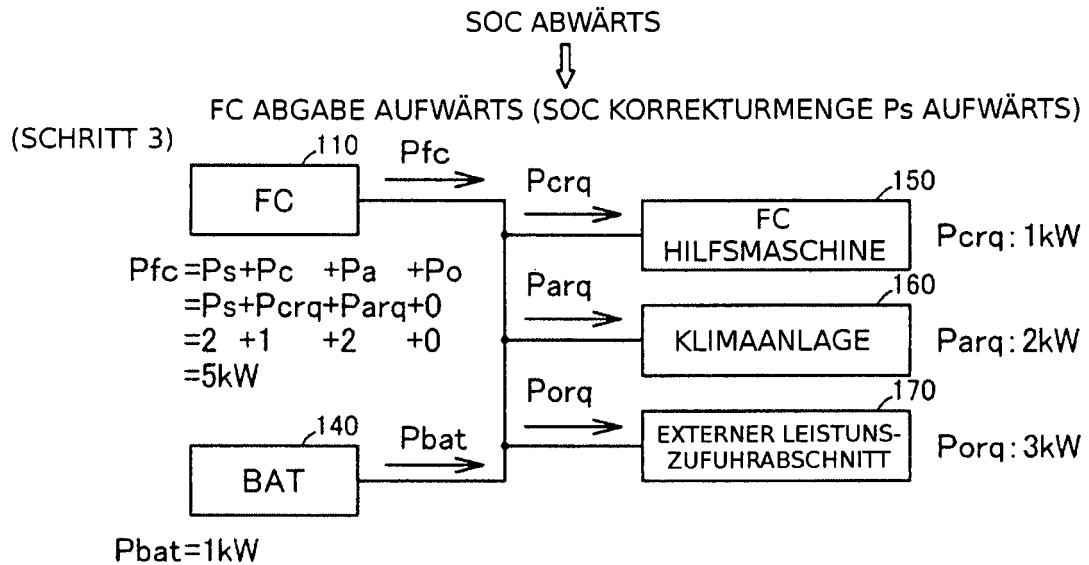 SOC ABWÄRTS
FC ABGABE AUFWÄRTS (SOC KORREKTURMENGE Ps AUFWÄRTS)
(SCHRITT 3)
110
FC
Pfc
Pcrq
150
FC
HILFSMASCHINE
Pcrq:1kW
Pfc=Ps+Pc +Pa +Po
=Ps+Pcrq+Parq+0
=2 +1 +2 +0
=5kW
Parq
160
KLIMAANLAGE
Parq:2kW
Porq
170
EXTERNER LEISTUNS-
ZUFUHRABSCHNITT
Porq:3kW
140
BAT
Pbat
Pbat=1kW